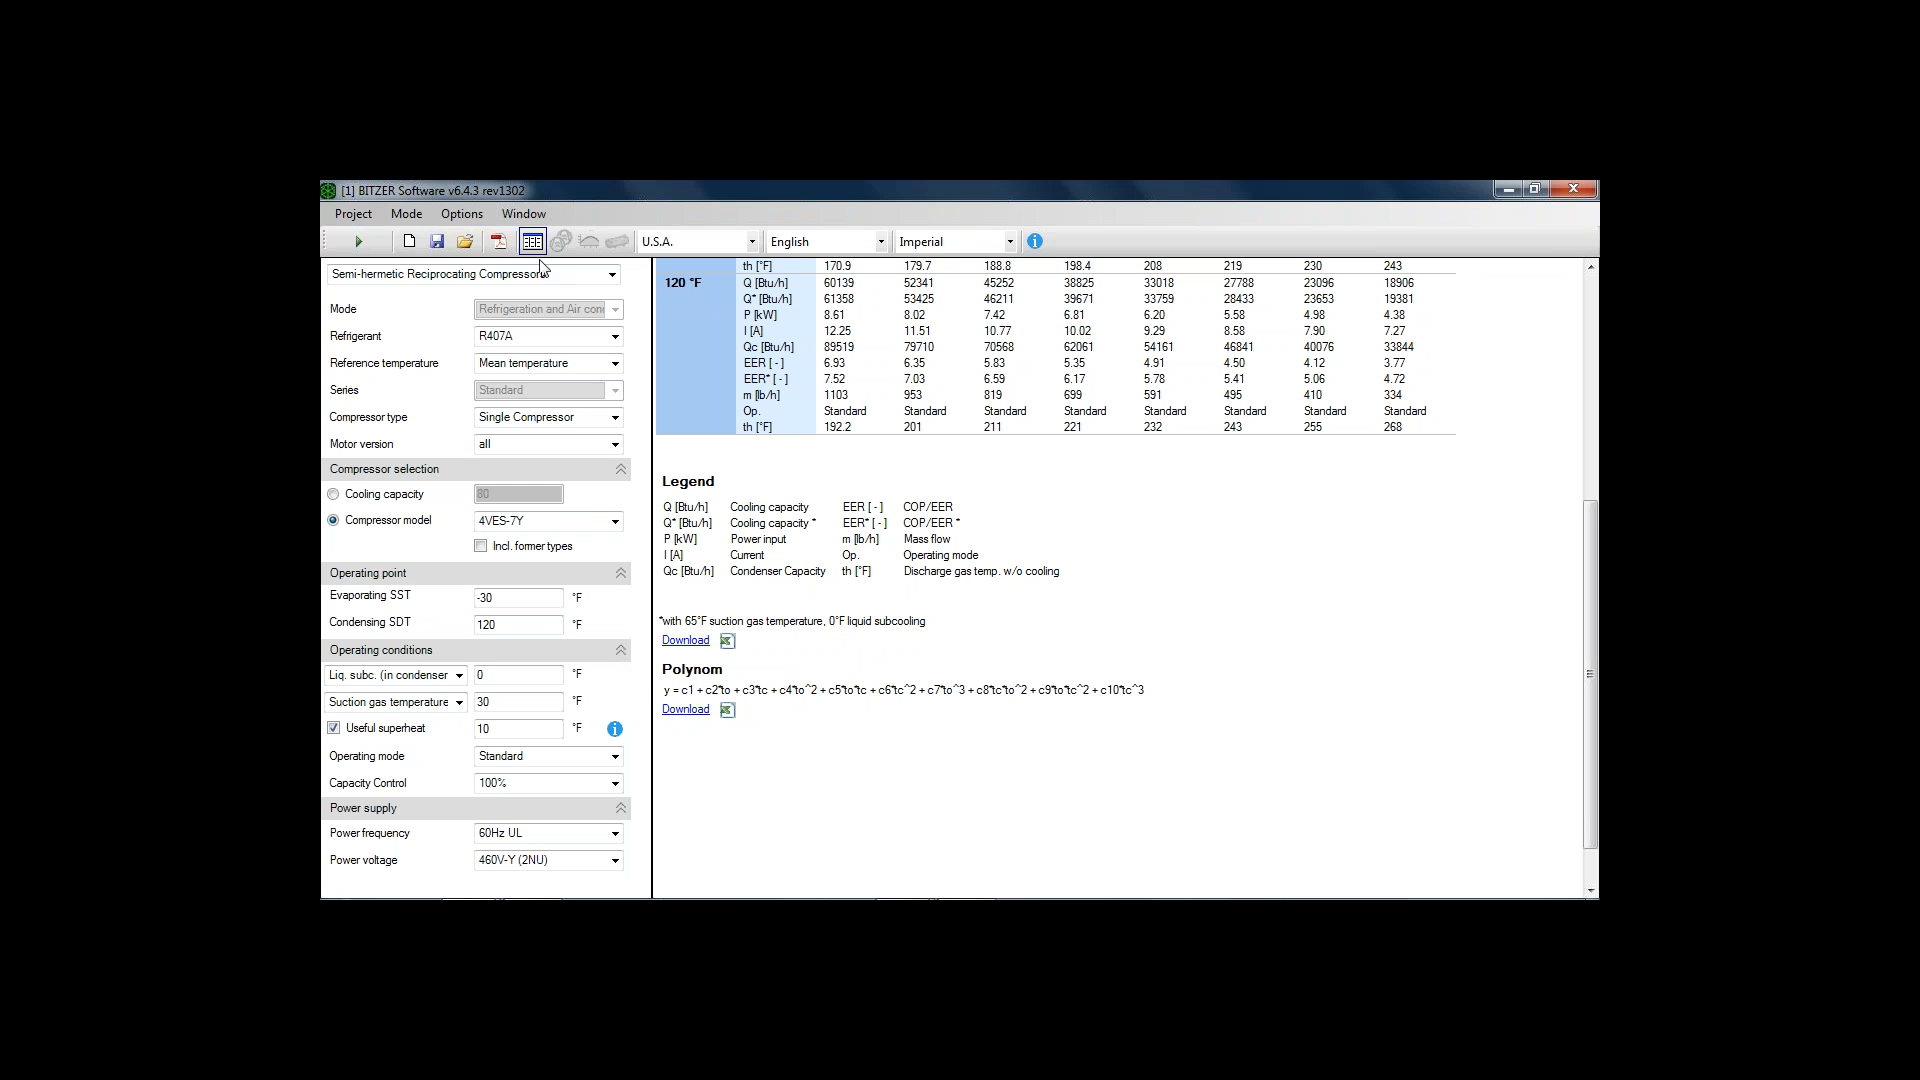 [1] BITZER Software v6.4.3 rev1302
Project Mode Options Window
U.S.A. English Imperial
Semi-hermetic Reciprocating Compressors
Mode Refrigeration and Air con
Refrigerant R407A
Reference temperature Mean temperature
Series Standard
Compressor type Single Compressor
Motor version all
Compressor selection
Cooling capacity 80
Compressor model 4VES-7Y
Incl. former types
Operating point
Evaporating SST -30 °F
Condensing SDT 120 °F
Operating conditions
Liq. subc. (in condenser 0 °F
Suction gas temperature 30 °F
Useful superheat 10 °F
Operating mode Standard
Capacity Control 100%
Power supply
Power frequency 60Hz UL
Power voltage 460V-Y (2NU)
th [°F] 170.9 179.7 188.8 198.4 208 219 230 243
120 °F Q [Btu/h] 60139 52341 45252 38825 33018 27788 23096 18906
Q* [Btu/h] 61358 53425 46211 39671 33759 28433 23653 19381
P [kW] 8.61 8.02 7.42 6.81 6.20 5.58 4.98 4.38
I [A] 12.25 11.51 10.77 10.02 9.29 8.58 7.90 7.27
Qc [Btu/h] 89519 79710 70568 62061 54161 46841 40076 33844
EER [ - ] 6.93 6.35 5.83 5.35 4.91 4.50 4.12 3.77
EER* [ - ] 7.52 7.03 6.59 6.17 5.78 5.41 5.06 4.72
m [lb/h] 1103 953 819 699 591 495 410 334
Op. Standard Standard Standard Standard Standard Standard Standard Standard
th [°F] 192.2 201 211 221 232 243 255 268
Legend
Q [Btu/h] Cooling capacity EER [ - ] COP/EER
Q* [Btu/h] Cooling capacity * EER* [ - ] COP/EER *
P [kW] Power input m [lb/h] Mass flow
I [A] Current Op. Operating mode
Qc [Btu/h] Condenser Capacity th [°F] Discharge gas temp. w/o cooling
*with 65°F suction gas temperature, 0°F liquid subcooling
Download
Polynom
y = c1 + c2*to + c3*tc + c4*to^2 + c5*to*tc + c6*tc^2 + c7*to^3 + c8*tc*to^2 + c9*to*tc^2 + c10*tc^3
Download